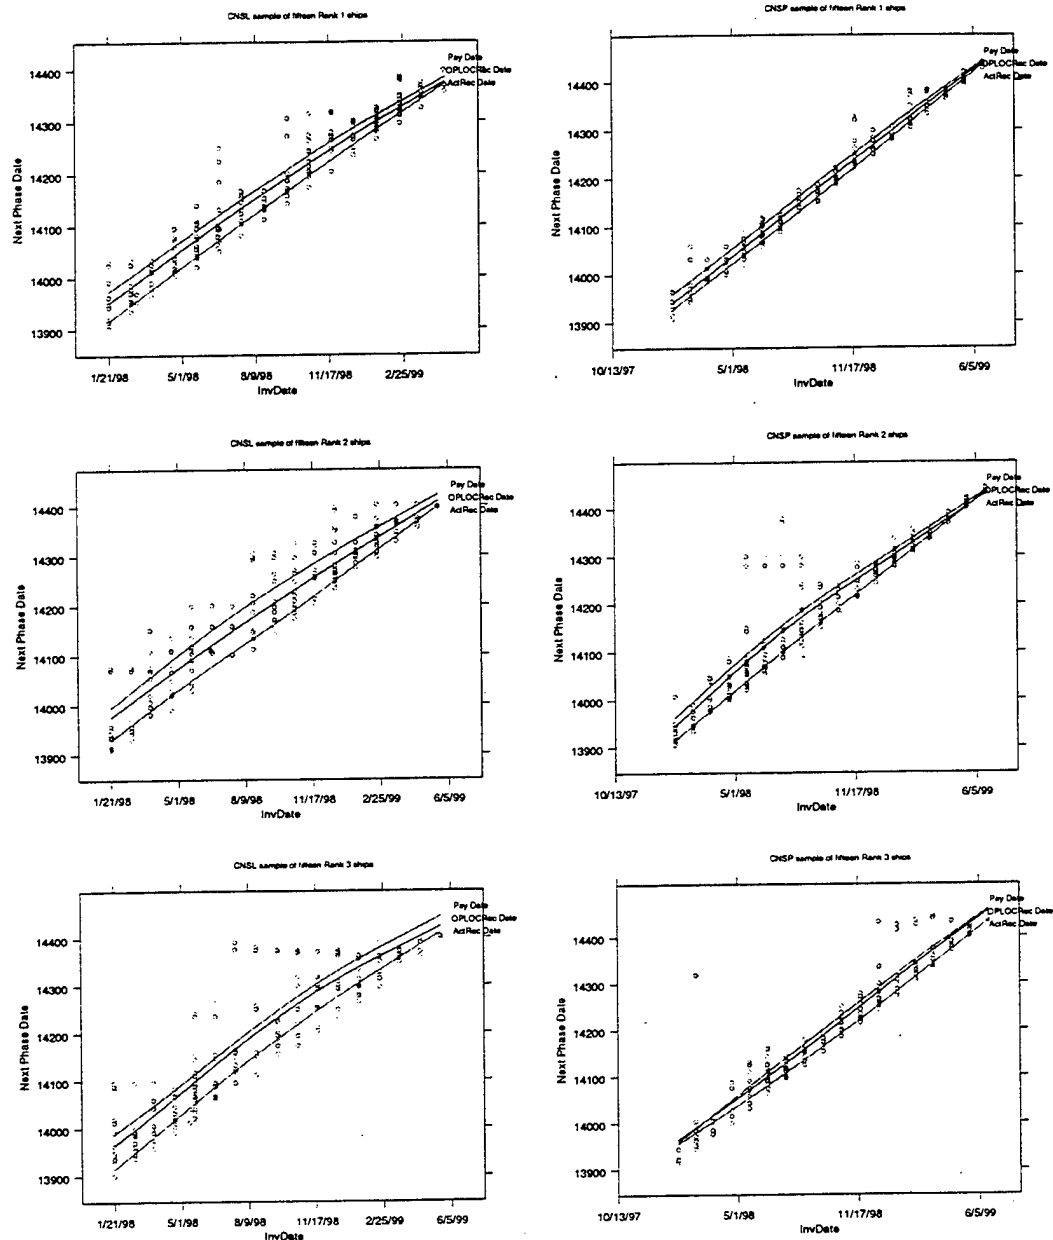 CNSL sample of fifteen Rank 1 ships
Next Phase Date
14400
14300
14200
14100
14000
13900
Pay Date
OPLOCRec Date
ActRec Date
1/21/98 5/1/98 8/9/98 11/17/98 2/25/99
InvDate
CNSP sample of fifteen Rank 1 ships
Next Phase Date
14400
14300
14200
14100
14000
13900
Pay Date
OPLOCRec Date
ActRec Date
10/13/97 5/1/98 11/17/98 6/5/99
InvDate
CNSL sample of fifteen Rank 2 ships
Next Phase Date
14400
14300
14200
14100
14000
13900
Pay Date
OPLOCRec Date
ActRec Date
1/21/98 5/1/98 8/9/98 11/17/98 2/25/99 6/5/99
InvDate
CNSP sample of fifteen Rank 2 ships
Next Phase Date
14400
14300
14200
14100
14000
13900
Pay Date
OPLOCRec Date
ActRec Date
10/13/97 5/1/98 11/17/98 6/5/99
InvDate
CNSL sample of fifteen Rank 3 ships
Next Phase Date
14400
14300
14200
14100
14000
13900
Pay Date
OPLOCRec Date
ActRec Date
1/21/98 5/1/98 8/9/98 11/17/98 2/25/99 6/5/99
InvDate
CNSP sample of fifteen Rank 3 ships
Next Phase Date
14400
14300
14200
14100
14000
13900
Pay Date
OPLOCRec Date
ActRec Date
10/13/97 5/1/98 11/17/98 6/5/99
InvDate